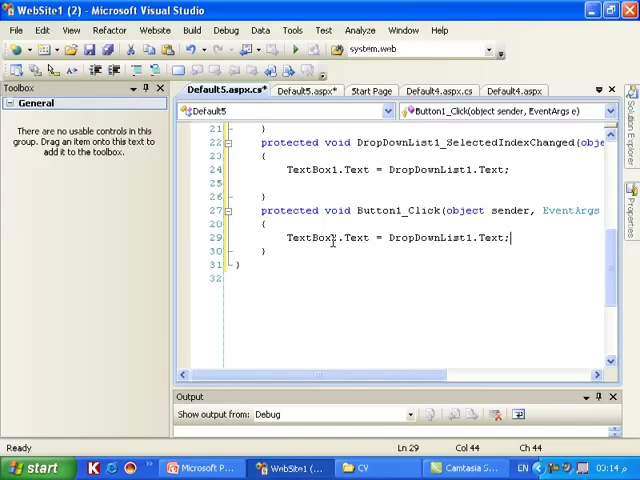 WebSite1 (2) - Microsoft Visual Studio
File Edit View Refactor Website Build Debug Data Tools Test Analyze Window Help
system.web
Toolbox
General
There are no usable controls in this
group. Drag an item onto this text to
add it to the toolbox.
Default5.aspx.cs* Default5.aspx* Start Page Default4.aspx.cs Default4.aspx
Default5 Button1_Click(object sender, EventArgs e)
21 }
22 protected void DropDownList1_SelectedIndexChanged(obje
23 {
24 TextBox1.Text = DropDownList1.Text;
25
26 }
27 protected void Button1_Click(object sender, EventArgs
28 {
29 .Text = DropDownList1.Text;
30 }
31 }
32
Solution Explorer
Properties
Output
Show output from: Debug
Ready Ln 29 Col 44 Ch 44
start Microsoft P... WebSite1 (... CV Camtasia S... EN 03:14 م